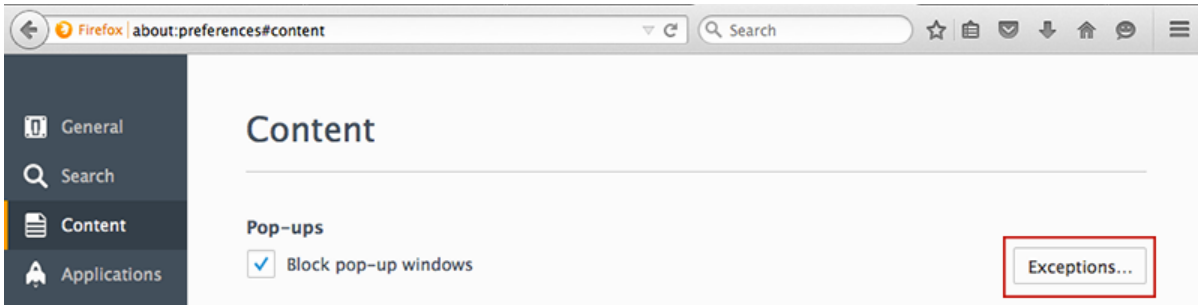 Firefox about:preferences#content Search
General
Content
Search
Content
Pop-ups
Block pop-up windows
Exceptions...
Applications